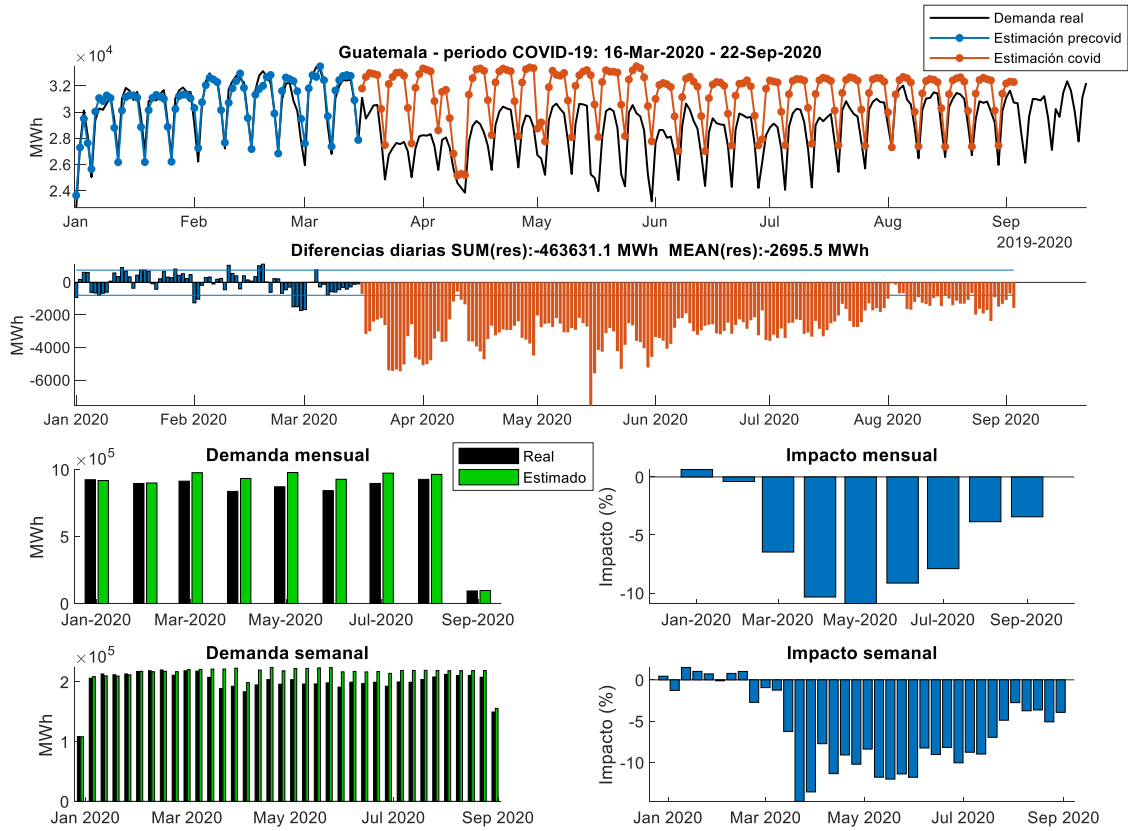 Demanda real
Estimación precovid
Estimación covid
×10⁴
Guatemala - periodo COVID-19: 16-Mar-2020 - 22-Sep-2020
3.2
3
2.8
2.6
2.4
MWh
Jan Feb Mar Apr May Jun Jul Aug Sep
2019-2020
Diferencias diarias SUM(res):-463631.1 MWh MEAN(res):-2695.5 MWh
0
-2000
-4000
-6000
MWh
Jan 2020 Feb 2020 Mar 2020 Apr 2020 May 2020 Jun 2020 Jul 2020 Aug 2020 Sep 2020
×10⁵
Demanda mensual
Real
Estimado
10
5
0
MWh
Jan-2020 Mar-2020 May-2020 Jul-2020 Sep-2020
Impacto mensual
0
-5
-10
Impacto (%)
Jan-2020 Mar-2020 May-2020 Jul-2020 Sep-2020
×10⁵
Demanda semanal
2
1
0
MWh
Jan 2020 Mar 2020 May 2020 Jul 2020 Sep 2020
Impacto semanal
0
-5
-10
Impacto (%)
Jan 2020 Mar 2020 May 2020 Jul 2020 Sep 2020